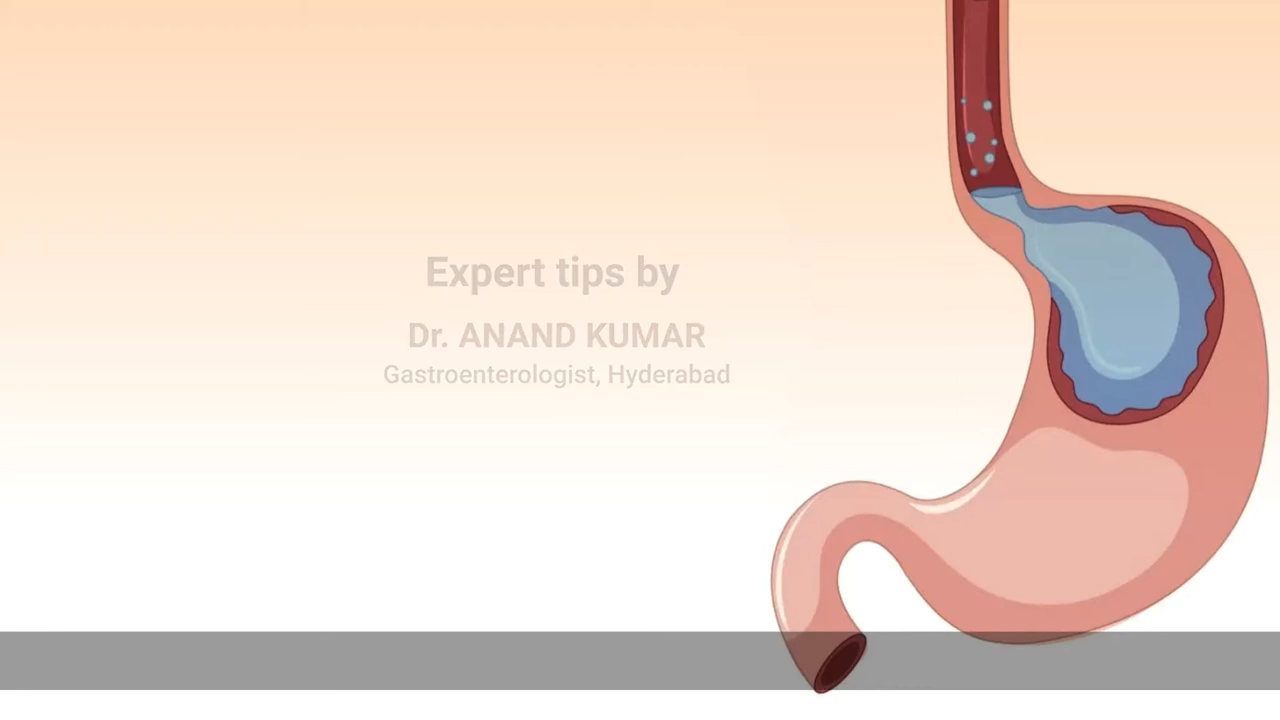 Expert tips by
Dr. ANAND KUMAR
Gastroenterologist, Hyderabad